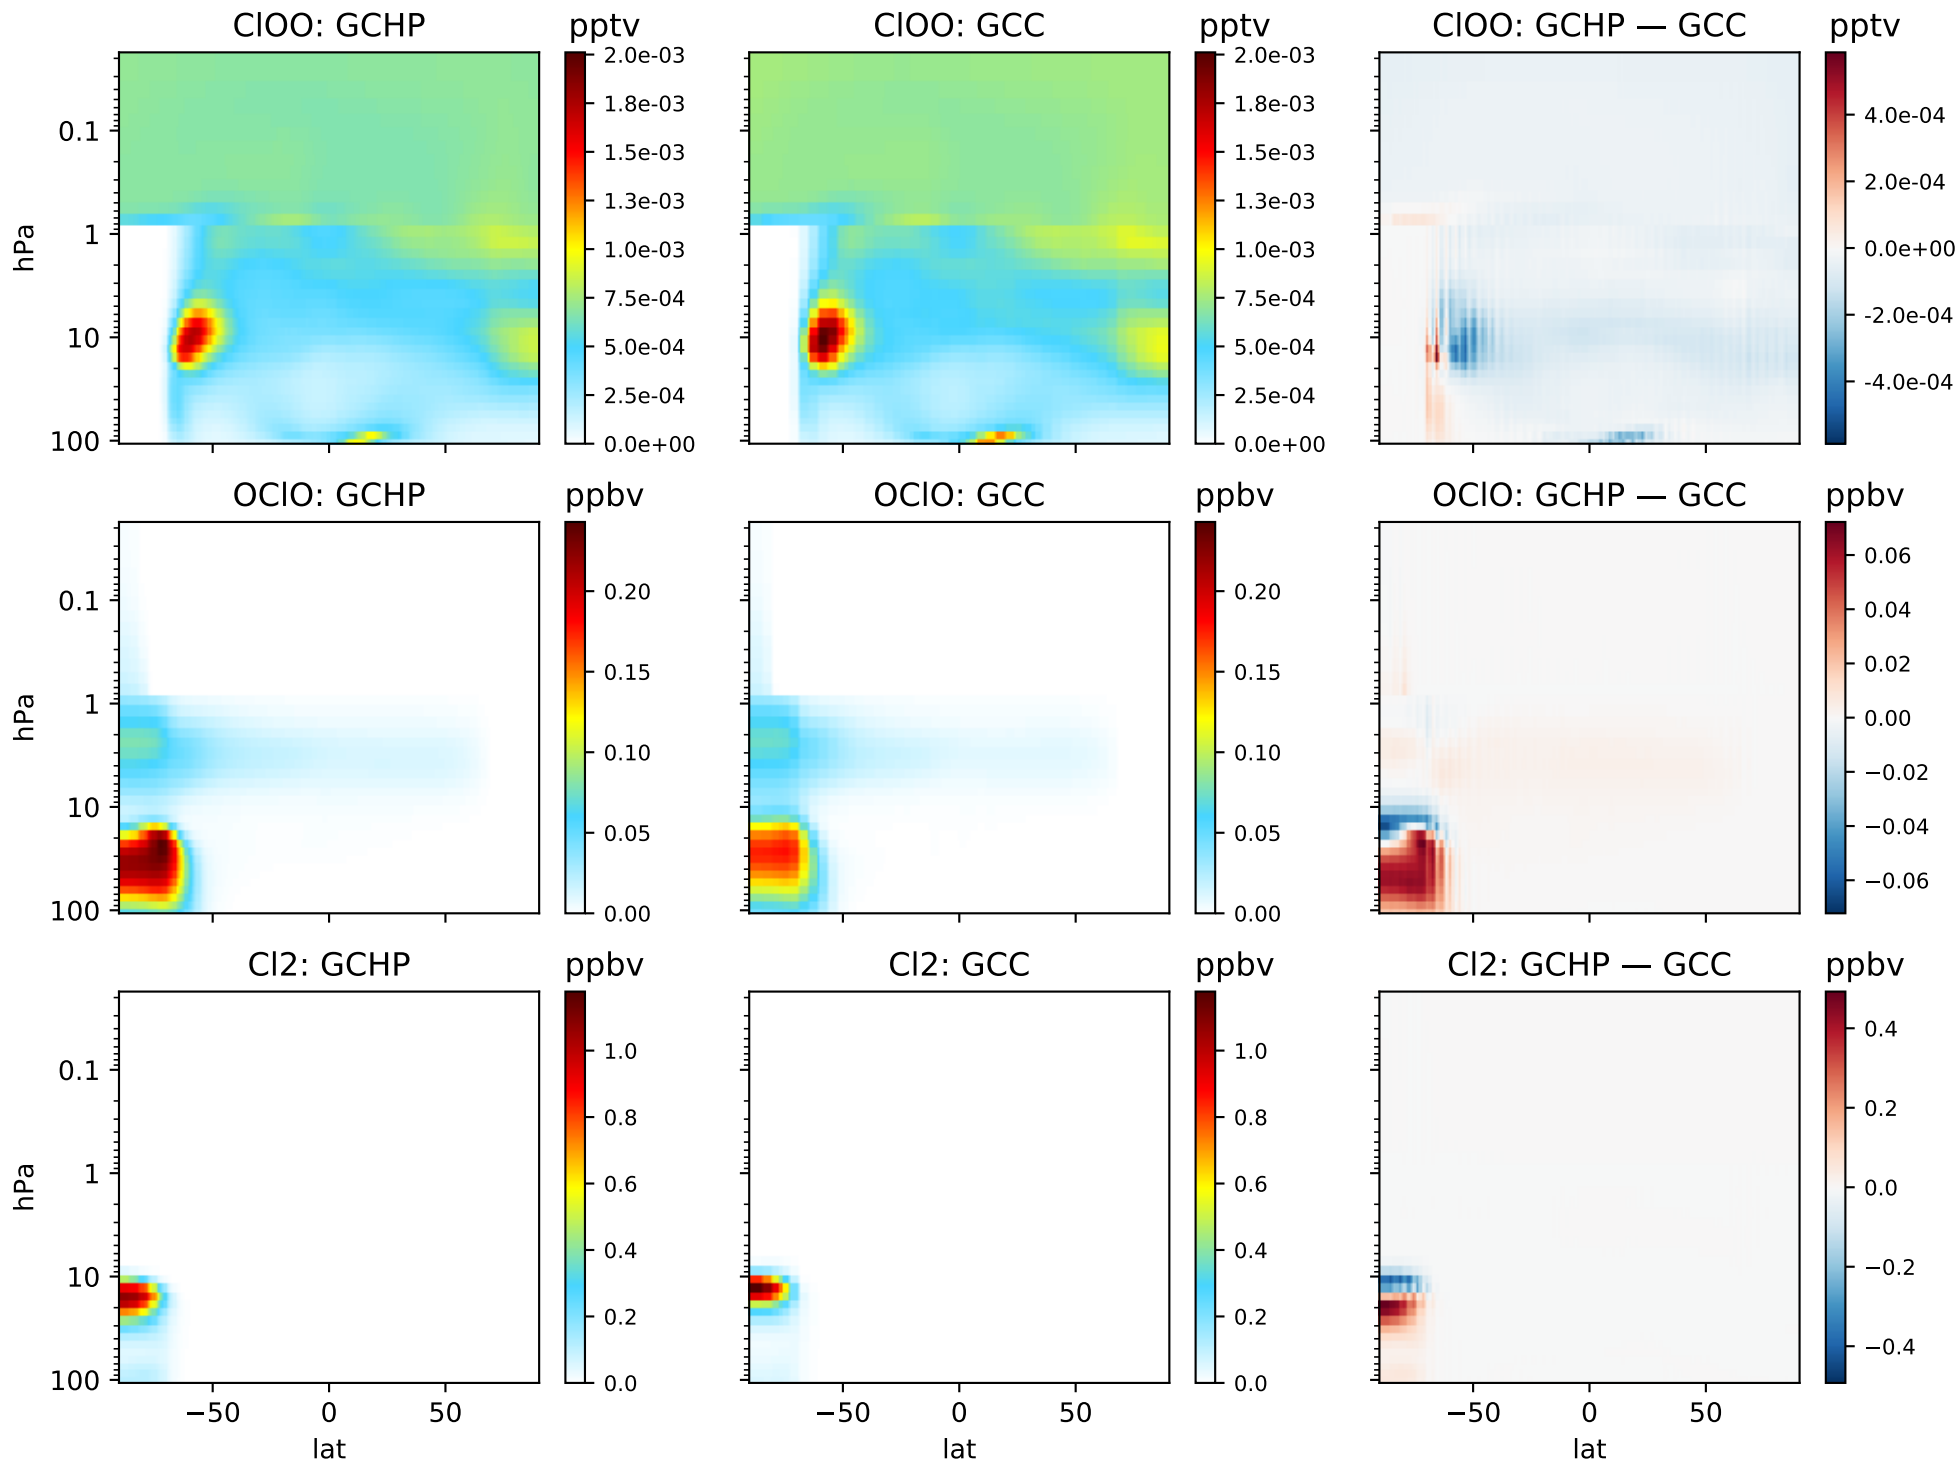 ClOO: GCHP
pptv
ClOO: GCC
pptv
ClOO: GCHP — GCC
pptv
hPa
0.1
1
10
100
2.0e-03
1.8e-03
1.5e-03
1.3e-03
1.0e-03
7.5e-04
5.0e-04
2.5e-04
0.0e+00
2.0e-03
1.8e-03
1.5e-03
1.3e-03
1.0e-03
7.5e-04
5.0e-04
2.5e-04
0.0e+00
4.0e-04
2.0e-04
0.0e+00
-2.0e-04
-4.0e-04
OClO: GCHP
ppbv
OClO: GCC
ppbv
OClO: GCHP — GCC
ppbv
hPa
0.1
1
10
100
0.20
0.15
0.10
0.05
0.00
0.20
0.15
0.10
0.05
0.00
0.06
0.04
0.02
0.00
−0.02
−0.04
−0.06
Cl2: GCHP
ppbv
Cl2: GCC
ppbv
Cl2: GCHP — GCC
ppbv
hPa
0.1
1
10
100
1.0
0.8
0.6
0.4
0.2
0.0
1.0
0.8
0.6
0.4
0.2
0.0
0.4
0.2
0.0
−0.2
−0.4
−50 0 50
−50 0 50
−50 0 50
lat
lat
lat